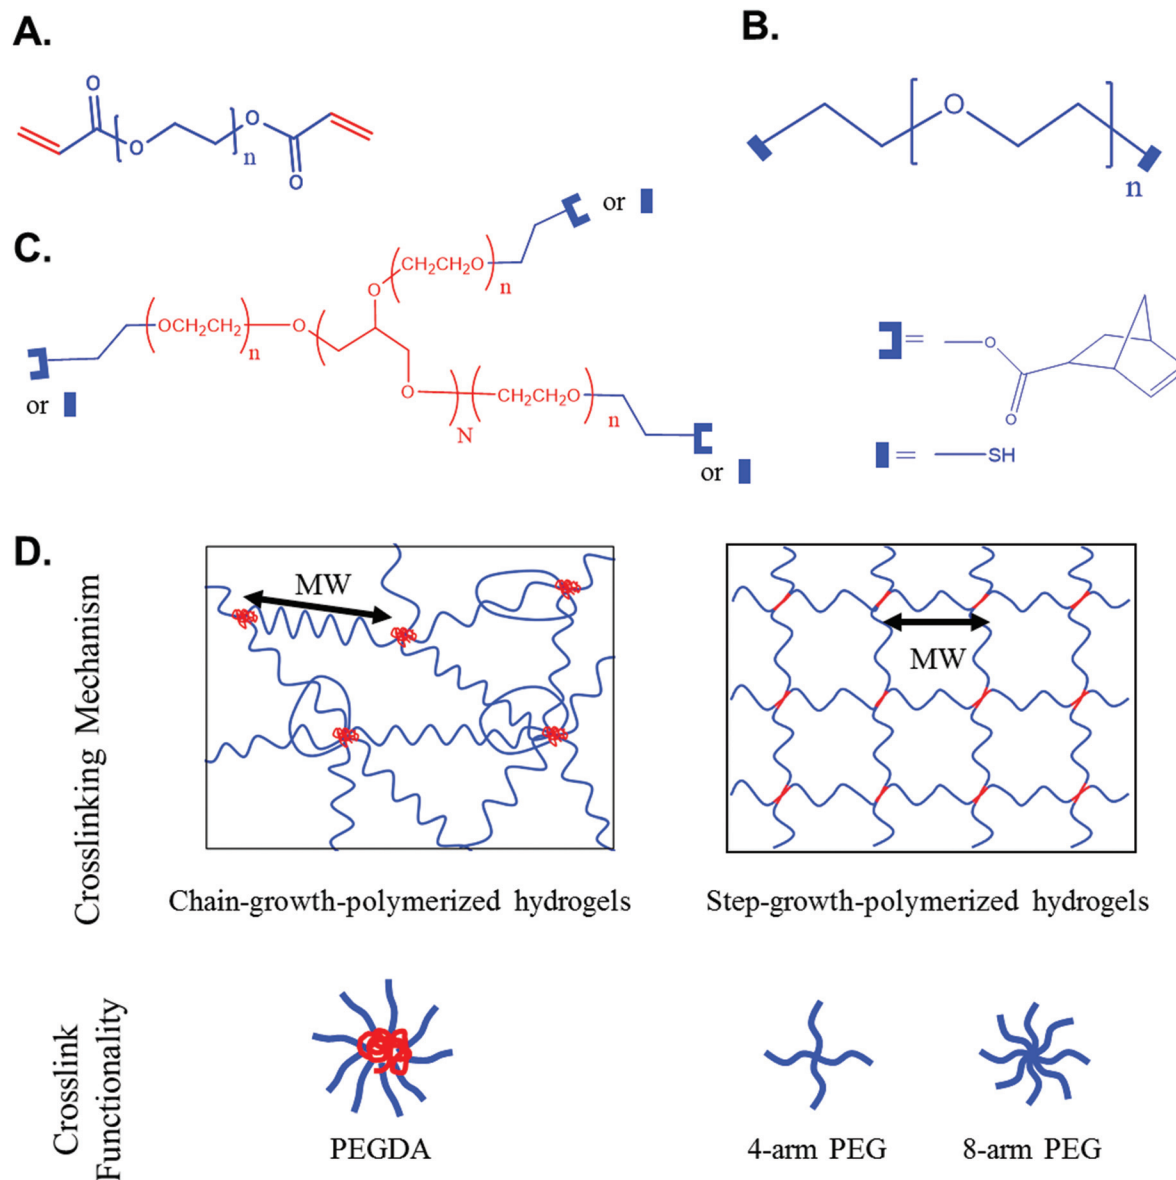 A.
B.
O
O
O
O
n
O
n
C.
or
O
CH₂CH₂O
n
OCH₂CH₂
n
O
O
CH₂CH₂O
n
N
or
or
= O
O
= SH
D.
Crosslinking Mechanism
MW
MW
Chain-growth-polymerized hydrogels
Step-growth-polymerized hydrogels
Crosslink
Functionality
PEGDA
4-arm PEG
8-arm PEG